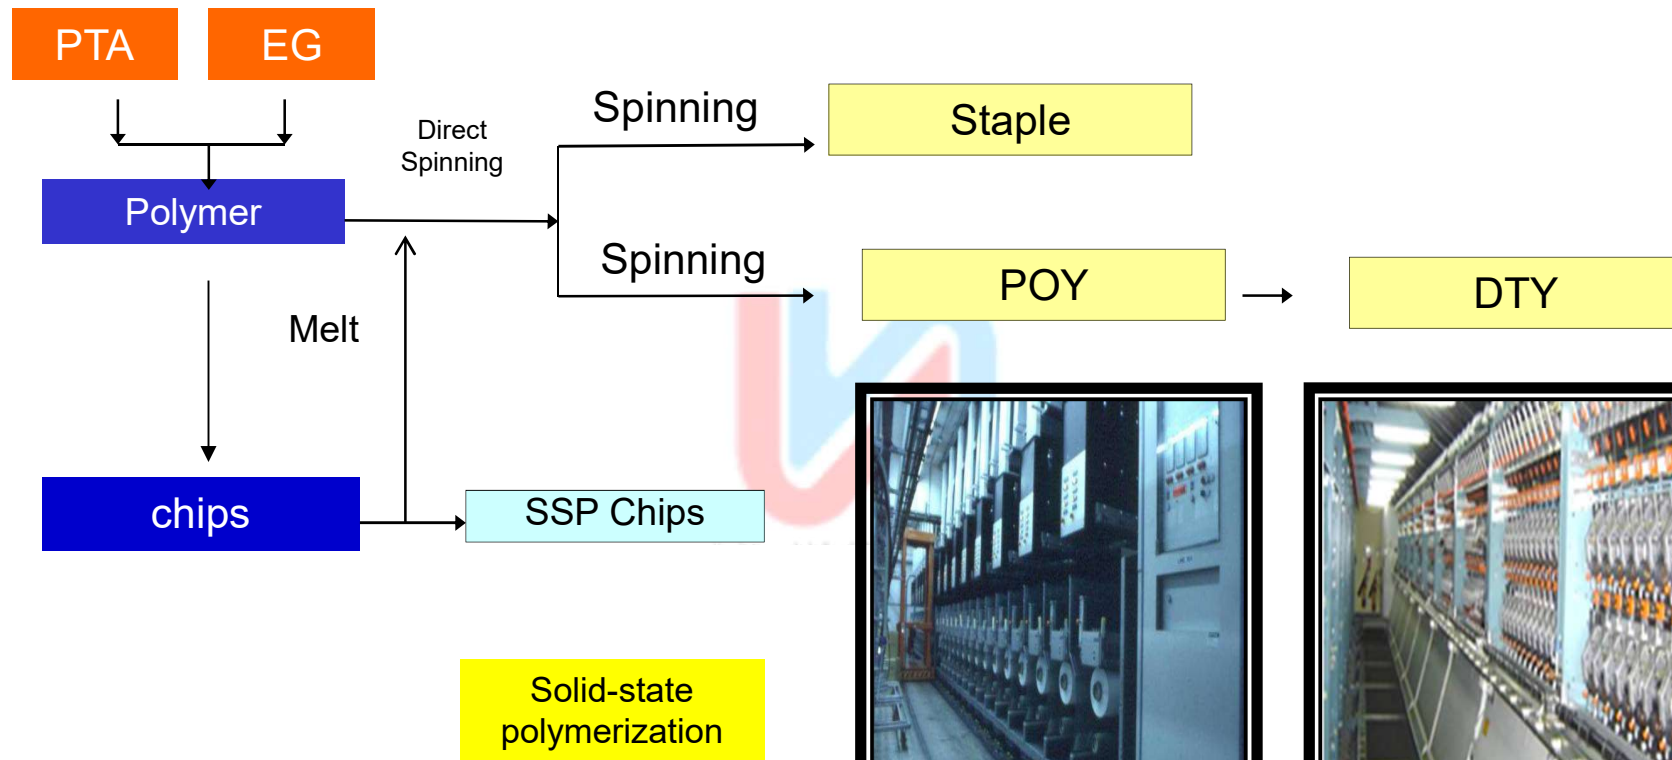 PTA
EG
Direct
Spinning
Spinning
Staple
Polymer
Spinning
POY
DTY
Melt
chips
SSP Chips
Solid-state
polymerization